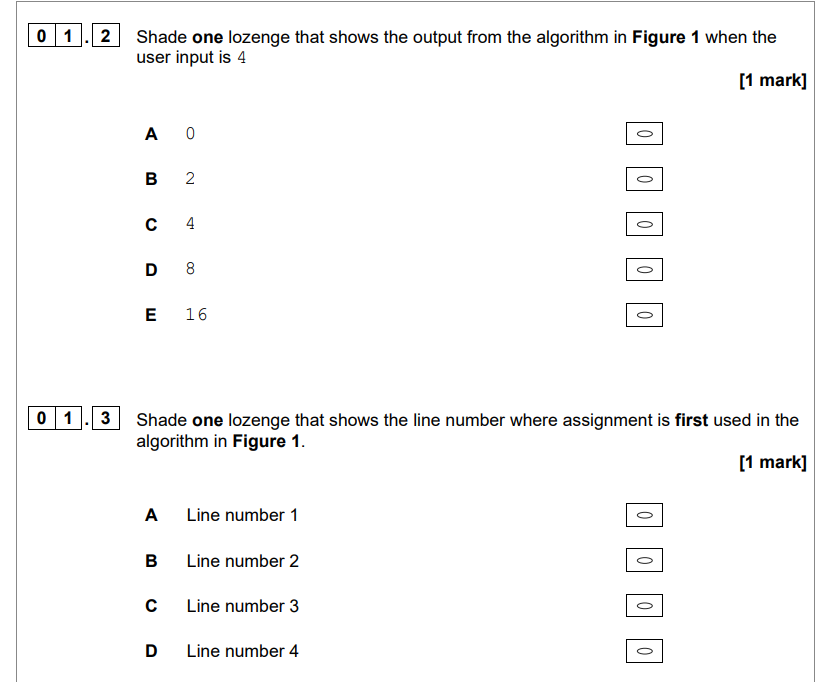 0 1 . 2 Shade one lozenge that shows the output from the algorithm in Figure 1 when the
user input is 4
[1 mark]
A 0
B 2
C 4
D 8
E 16
0 1 . 3 Shade one lozenge that shows the line number where assignment is first used in the
algorithm in Figure 1.
[1 mark]
A Line number 1
B Line number 2
C Line number 3
D Line number 4